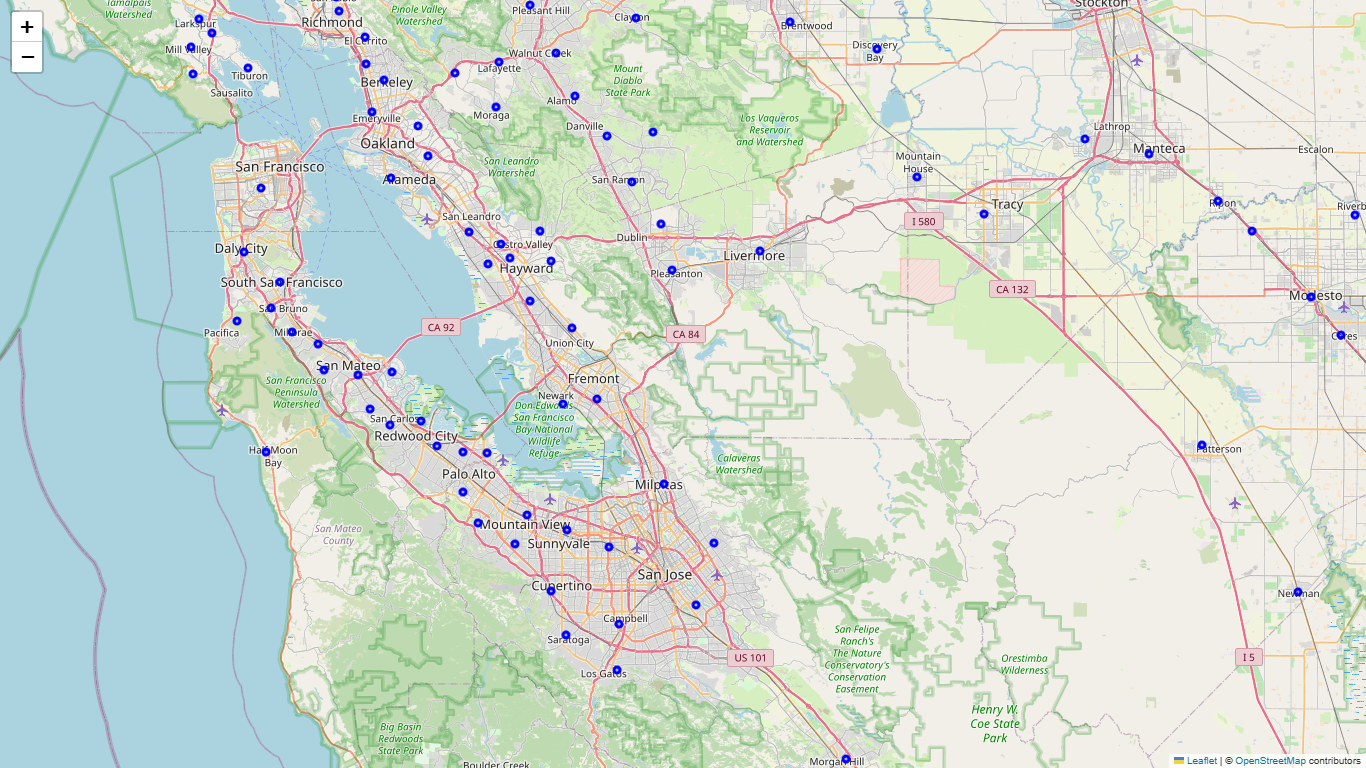 +
−
Tamalpais
Watershed
Larkspur
Mill Valley
Tiburon
Sausalito
Richmond
El Cerrito
Pinole Valley
Watershed
Berkeley
Emeryville
Oakland
Alameda
Pleasant Hill
Clayton
Walnut Creek
Lafayette
Moraga
Alamo
Danville
Mount
Diablo
State Park
Brentwood
Discovery
Bay
Stockton
Los Vaqueros
Reservoir
and Watershed
Lathrop
Manteca
Escalon
Mountain
House
San Francisco
San Leandro
Watershed
San Ramon
Tracy
Ripon
Riverb
San Leandro
I 580
Daly City
Castro Valley
Dublin
Livermore
Hayward
Pleasanton
South San Francisco
CA 132
Modesto
San Bruno
Pacifica
Millbrae
CA 92
CA 84
Ceres
Union City
San Mateo
Fremont
San Francisco
Peninsula
Watershed
Newark
Don Edwards
San Francisco
Bay National
Wildlife
Refuge
San Carlos
Redwood City
Half Moon
Bay
Patterson
Calaveras
Watershed
Palo Alto
Milpitas
San Mateo
County
Mountain View
Sunnyvale
San Jose
Cupertino
Newman
Campbell
Saratoga
San Felipe
Ranch's
The Nature
Conservancy's
Conservation
Easement
US 101
I 5
Orestimba
Wilderness
Los Gatos
Henry W.
Coe State
Park
Big Basin
Redwoods
State Park
Boulder Creek
Morgan Hill
Leaflet | © OpenStreetMap contributors